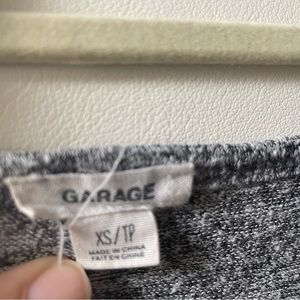 GARAGE
XS/TP
MADE IN CHINA
FAIT EN CHINE